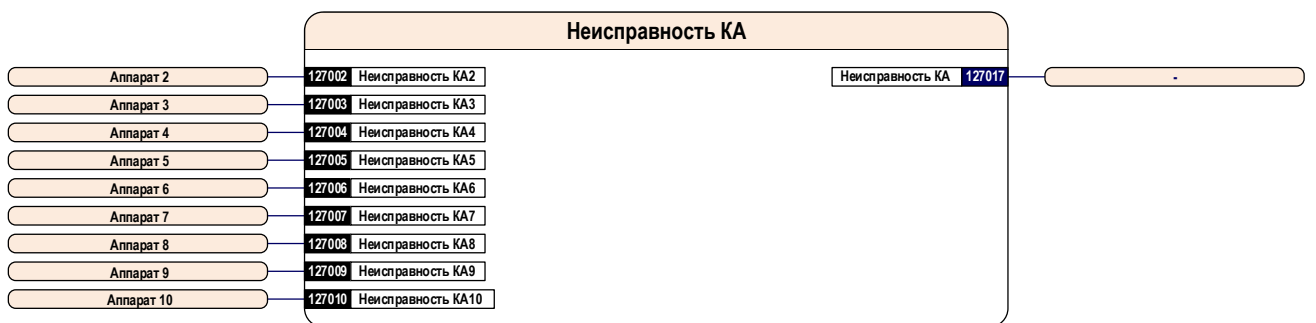 Неисправность КА
Аппарат 2 127002 Неисправность КА2 Неисправность КА 127017 -
Аппарат 3 127003 Неисправность КА3
Аппарат 4 127004 Неисправность КА4
Аппарат 5 127005 Неисправность КА5
Аппарат 6 127006 Неисправность КА6
Аппарат 7 127007 Неисправность КА7
Аппарат 8 127008 Неисправность КА8
Аппарат 9 127009 Неисправность КА9
Аппарат 10 127010 Неисправность КА10